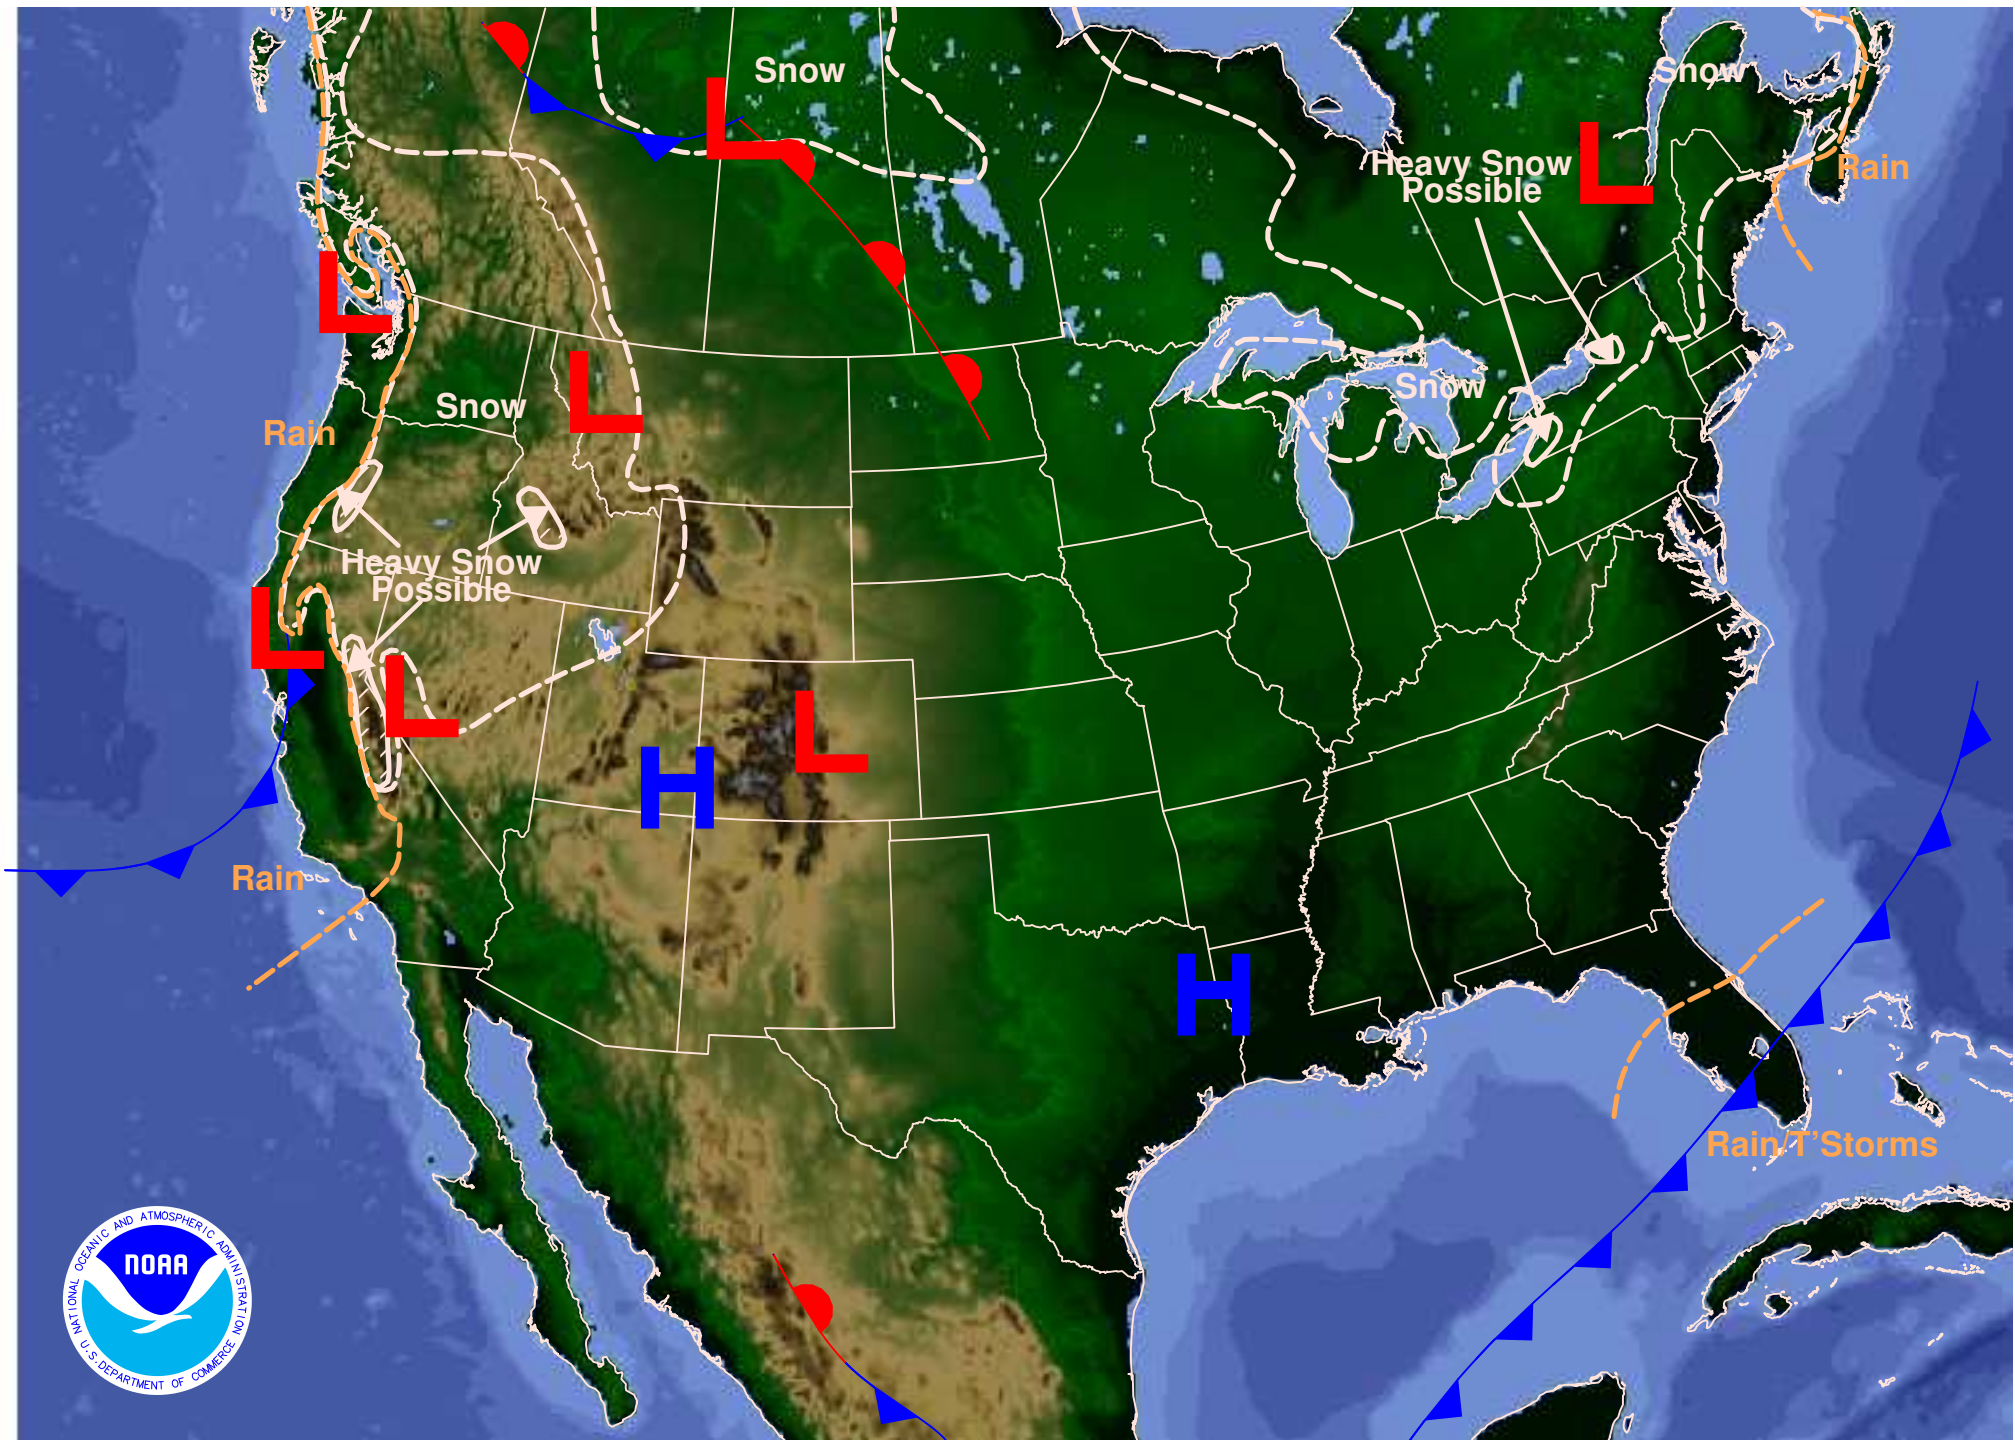 Snow
Snow
L
L
Heavy Snow
Possible
Rain
L
L
Snow
Snow
Rain
Heavy Snow
Possible
L
L
L
H
Rain
H
Rain/T'Storms
NATIONAL OCEANIC AND ATMOSPHERIC ADMINISTRATION
NOAA
U.S. DEPARTMENT OF COMMERCE